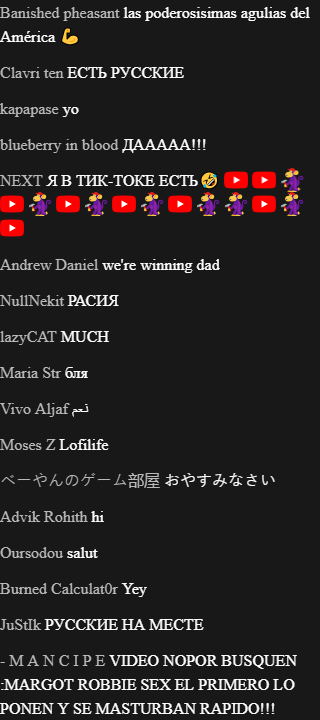 Banished pheasant las poderosisimas agulias del
América 💪
Clavri ten ЕСТЬ РУССКИЕ
kapapase yo
blueberry in blood ДААААА!!!
NEXT Я В ТИК-ТОКЕ ЕСТЬ 🤣
Andrew Daniel we're winning dad
NullNekit РАСИЯ
lazyCAT MUCH
Maria Str бля
Vivo Aljaf نعم
Moses Z Lofilife
べーやんのゲーム部屋 おやすみなさい
Advik Rohith hi
Oursodou salut
Burned Calculat0r Yey
JuStIk РУССКИЕ НА МЕСТЕ
- M A N C I P E VIDEO NOPOR BUSQUEN
:MARGOT ROBBIE SEX EL PRIMERO LO
PONEN Y SE MASTURBAN RAPIDO!!!